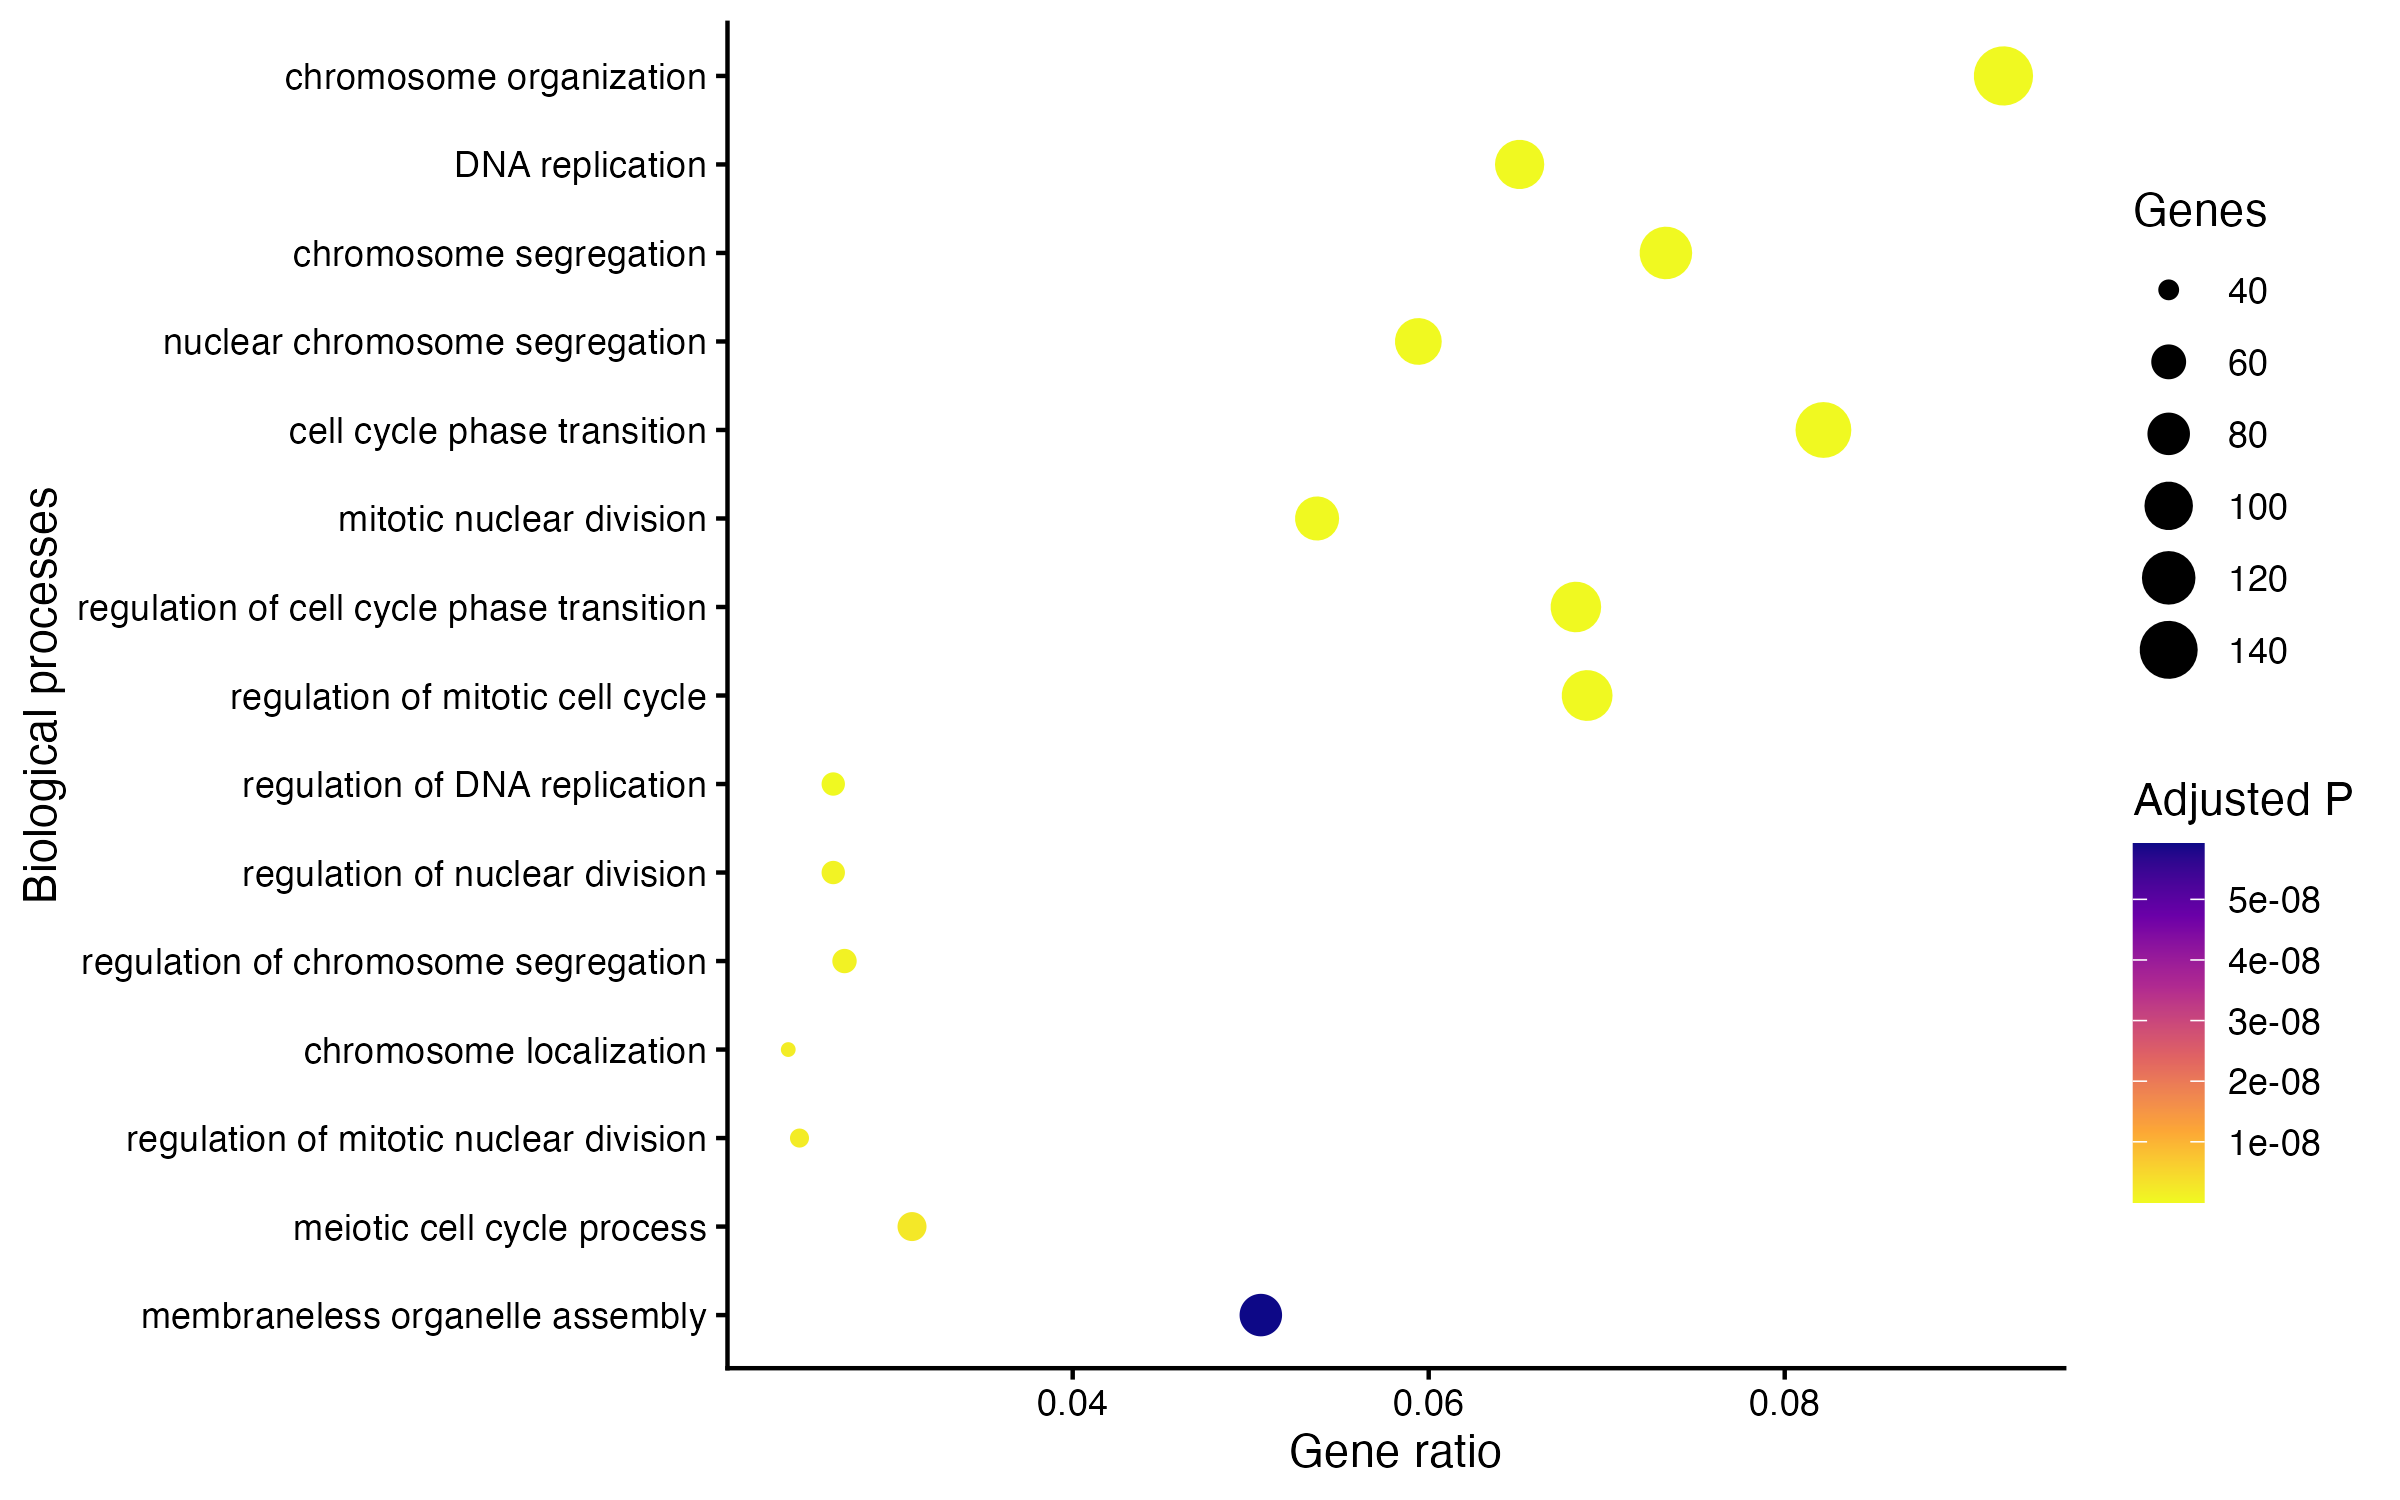 chromosome organization
DNA replication
chromosome segregation
nuclear chromosome segregation
cell cycle phase transition
mitotic nuclear division
regulation of cell cycle phase transition
regulation of mitotic cell cycle
regulation of DNA replication
regulation of nuclear division
regulation of chromosome segregation
chromosome localization
regulation of mitotic nuclear division
meiotic cell cycle process
membraneless organelle assembly
Biological processes
0.04
0.06
0.08
Gene ratio
Genes
40
60
80
100
120
140
Adjusted P
5e-08
4e-08
3e-08
2e-08
1e-08